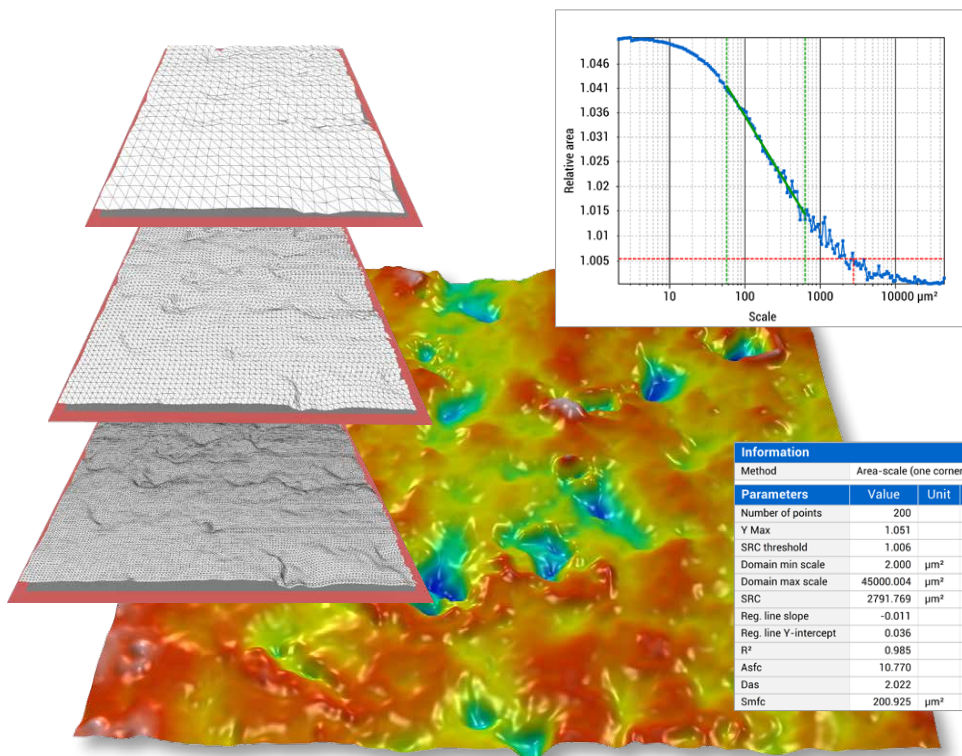 1.046
1.041
1.036
1.031
1.025
1.02
1.015
1.01
1.005
Relative area
10 100 1000 10000 µm²
Scale
Information
Method Area-scale (one corner
Parameters Value Unit
Number of points 200
Y Max 1.051
SRC threshold 1.006
Domain min scale 2.000 µm²
Domain max scale 45000.004 µm²
SRC 2791.769 µm²
Reg. line slope -0.011
Reg. line Y-intercept 0.036
R² 0.985
Asfc 10.770
Das 2.022
Smfc 200.925 µm²